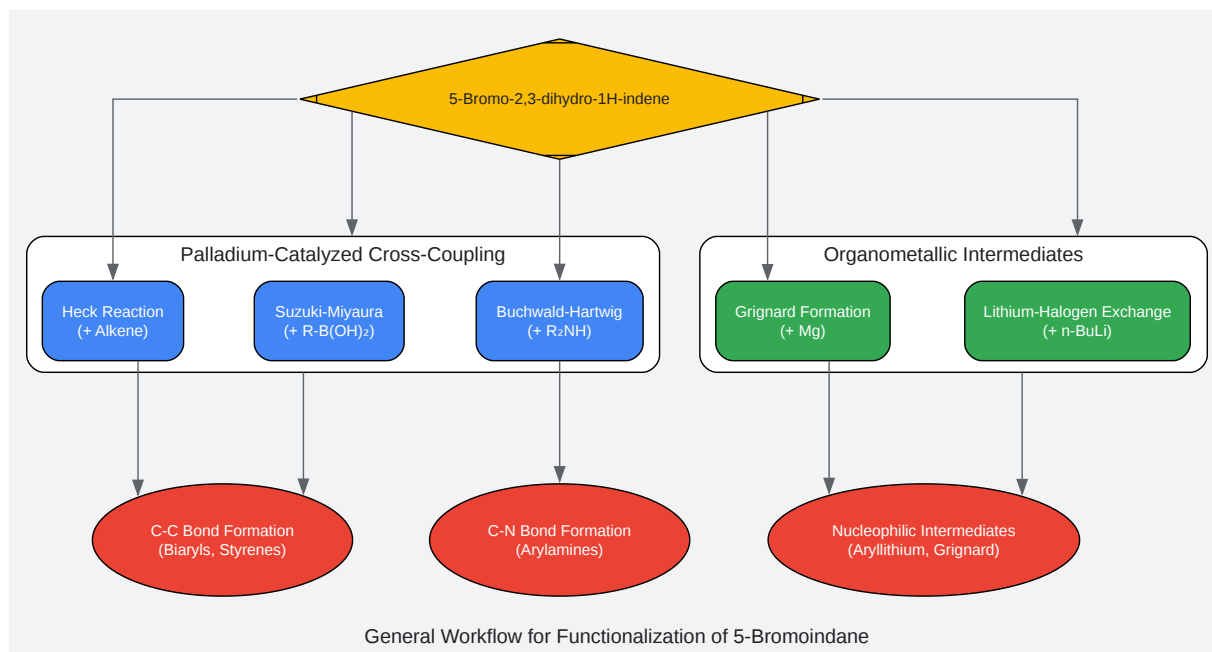 5-Bromo-2,3-dihydro-1H-indene
Palladium-Catalyzed Cross-Coupling
Organometallic Intermediates
Heck Reaction
(+ Alkene)
Suzuki-Miyaura
(+ R-B(OH)₂)
Buchwald-Hartwig
(+ R₂NH)
Grignard Formation
(+ Mg)
Lithium-Halogen Exchange
(+ n-BuLi)
C-C Bond Formation
(Biaryls, Styrenes)
C-N Bond Formation
(Arylamines)
Nucleophilic Intermediates
(Aryllithium, Grignard)
General Workflow for Functionalization of 5-Bromoindane